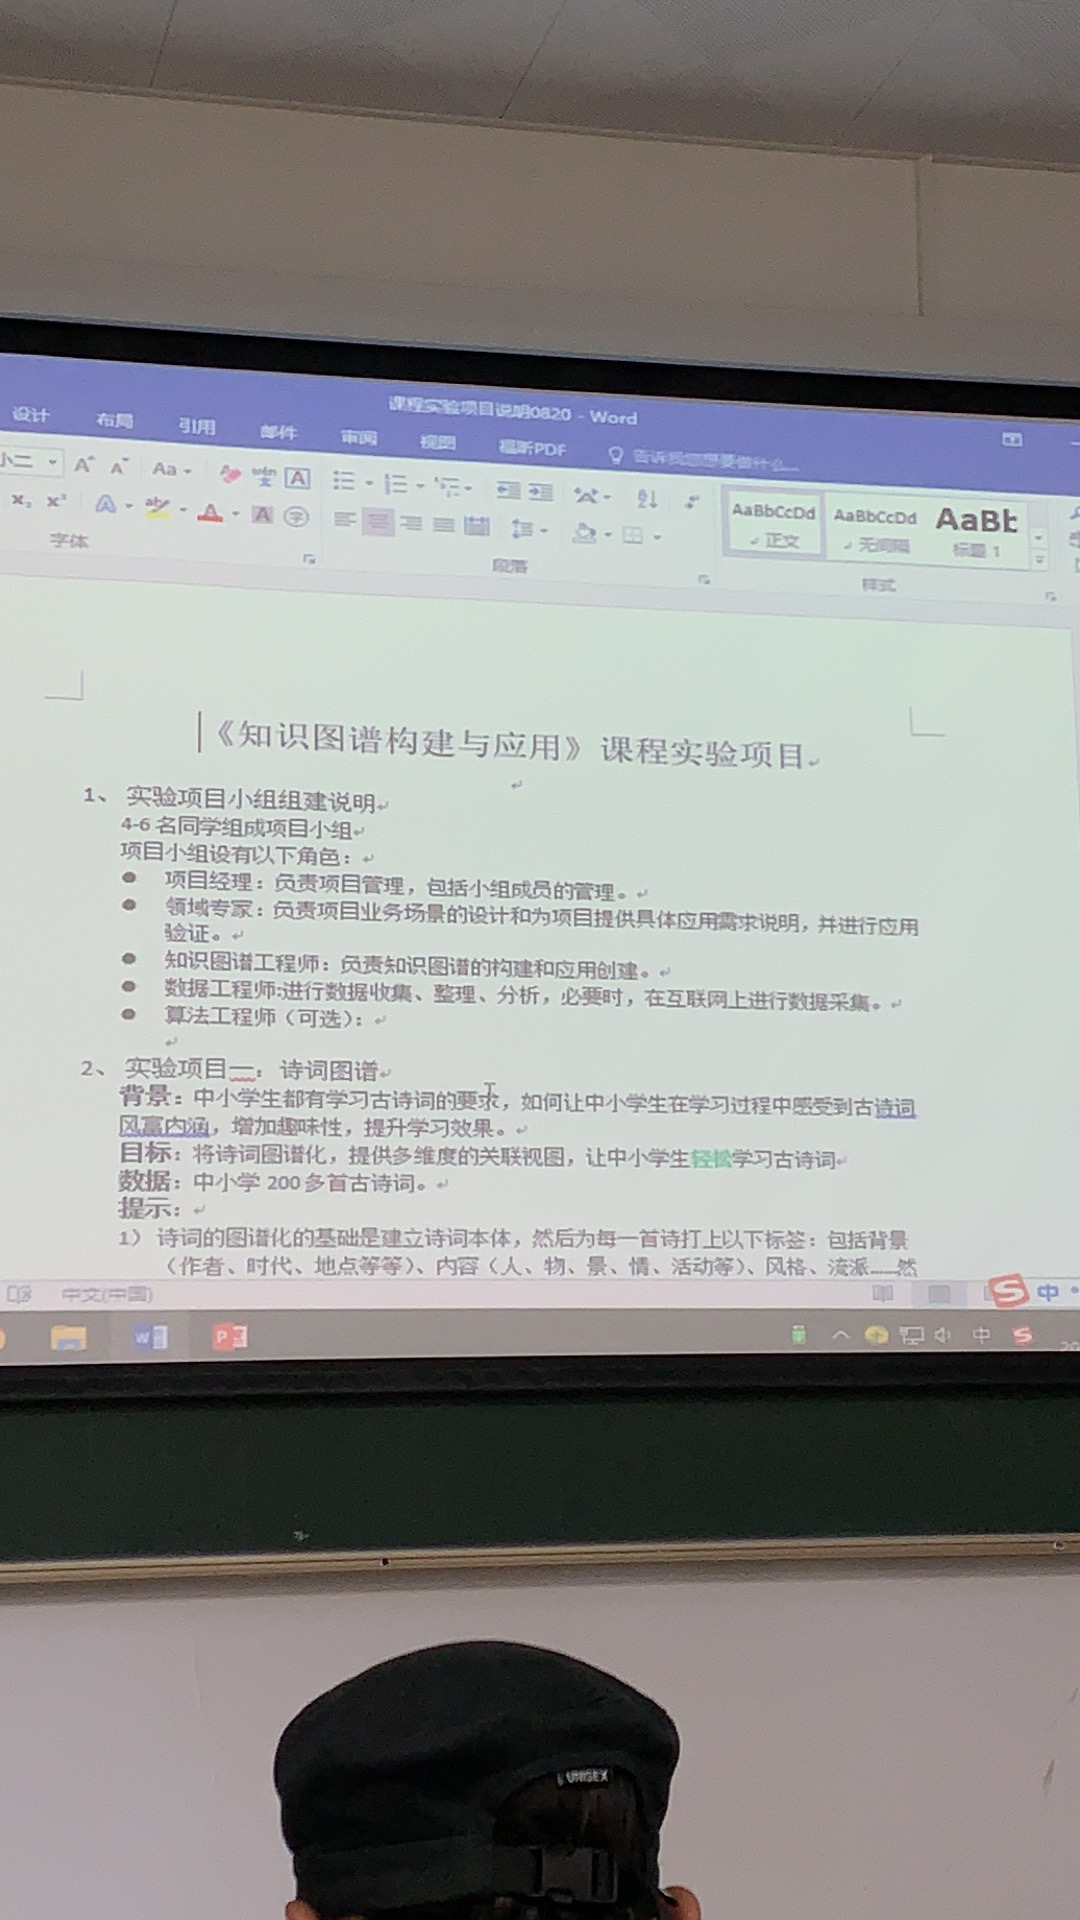 课程实验项目说明0820 - Word
设计 布局 引用 邮件 审阅 视图 福昕PDF 告诉我您想要做什么...
小二 Aa
AaBbCcDd AaBbCcDd AaBb
正文 无间隔 标题 1
字体 段落 样式
《知识图谱构建与应用》课程实验项目
1、 实验项目小组组建说明
4-6 名同学组成项目小组
项目小组设有以下角色：
● 项目经理：负责项目管理，包括小组成员的管理。
● 领域专家：负责项目业务场景的设计和为项目提供具体应用需求说明，并进行应用
验证。
● 知识图谱工程师：负责知识图谱的构建和应用创建。
● 数据工程师:进行数据收集、整理、分析，必要时，在互联网上进行数据采集。
● 算法工程师（可选）：
2、 实验项目一：诗词图谱
背景：中小学生都有学习古诗词的要求，如何让中小学生在学习过程中感受到古诗词
风富内涵，增加趣味性，提升学习效果。
目标：将诗词图谱化，提供多维度的关联视图，让中小学生轻松学习古诗词
数据：中小学 200 多首古诗词。
提示：
1） 诗词的图谱化的基础是建立诗词本体，然后为每一首诗打上以下标签：包括背景
（作者、时代、地点等等）、内容（人、物、景、情、活动等）、风格、流派……然
中文(中国)
中
中
UNISEX